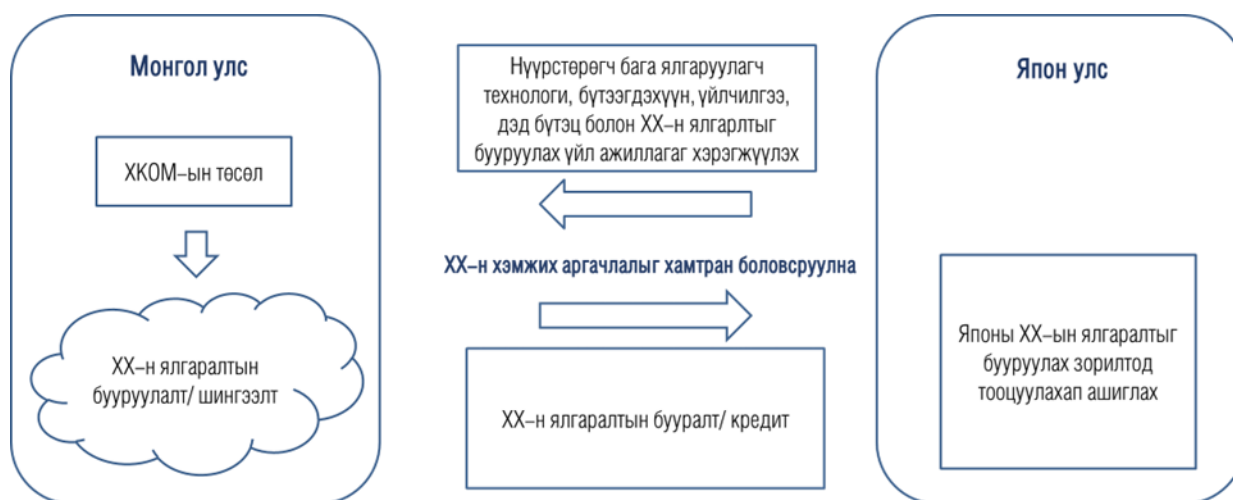 Монгол улс
ХКОМ–ын төсөл
ХХ–н ялгаралтын
бууруулалт/ шингээлт
Нүүрстөрөгч бага ялгаруулагч
технологи, бүтээгдэхүүн, үйлчилгээ,
дэд бүтэц болон ХХ–н ялгарлтыг
бууруулах үйл ажиллагаг хэрэгжүүлэх
ХХ–н хэмжих аргачлалыг хамтран боловсруулна
ХХ–н ялгаралтын бууралт/ кредит
Япон улс
Японы ХХ–ын ялгаралтыг
бууруулах зорилтод
тооцуулахап ашиглах